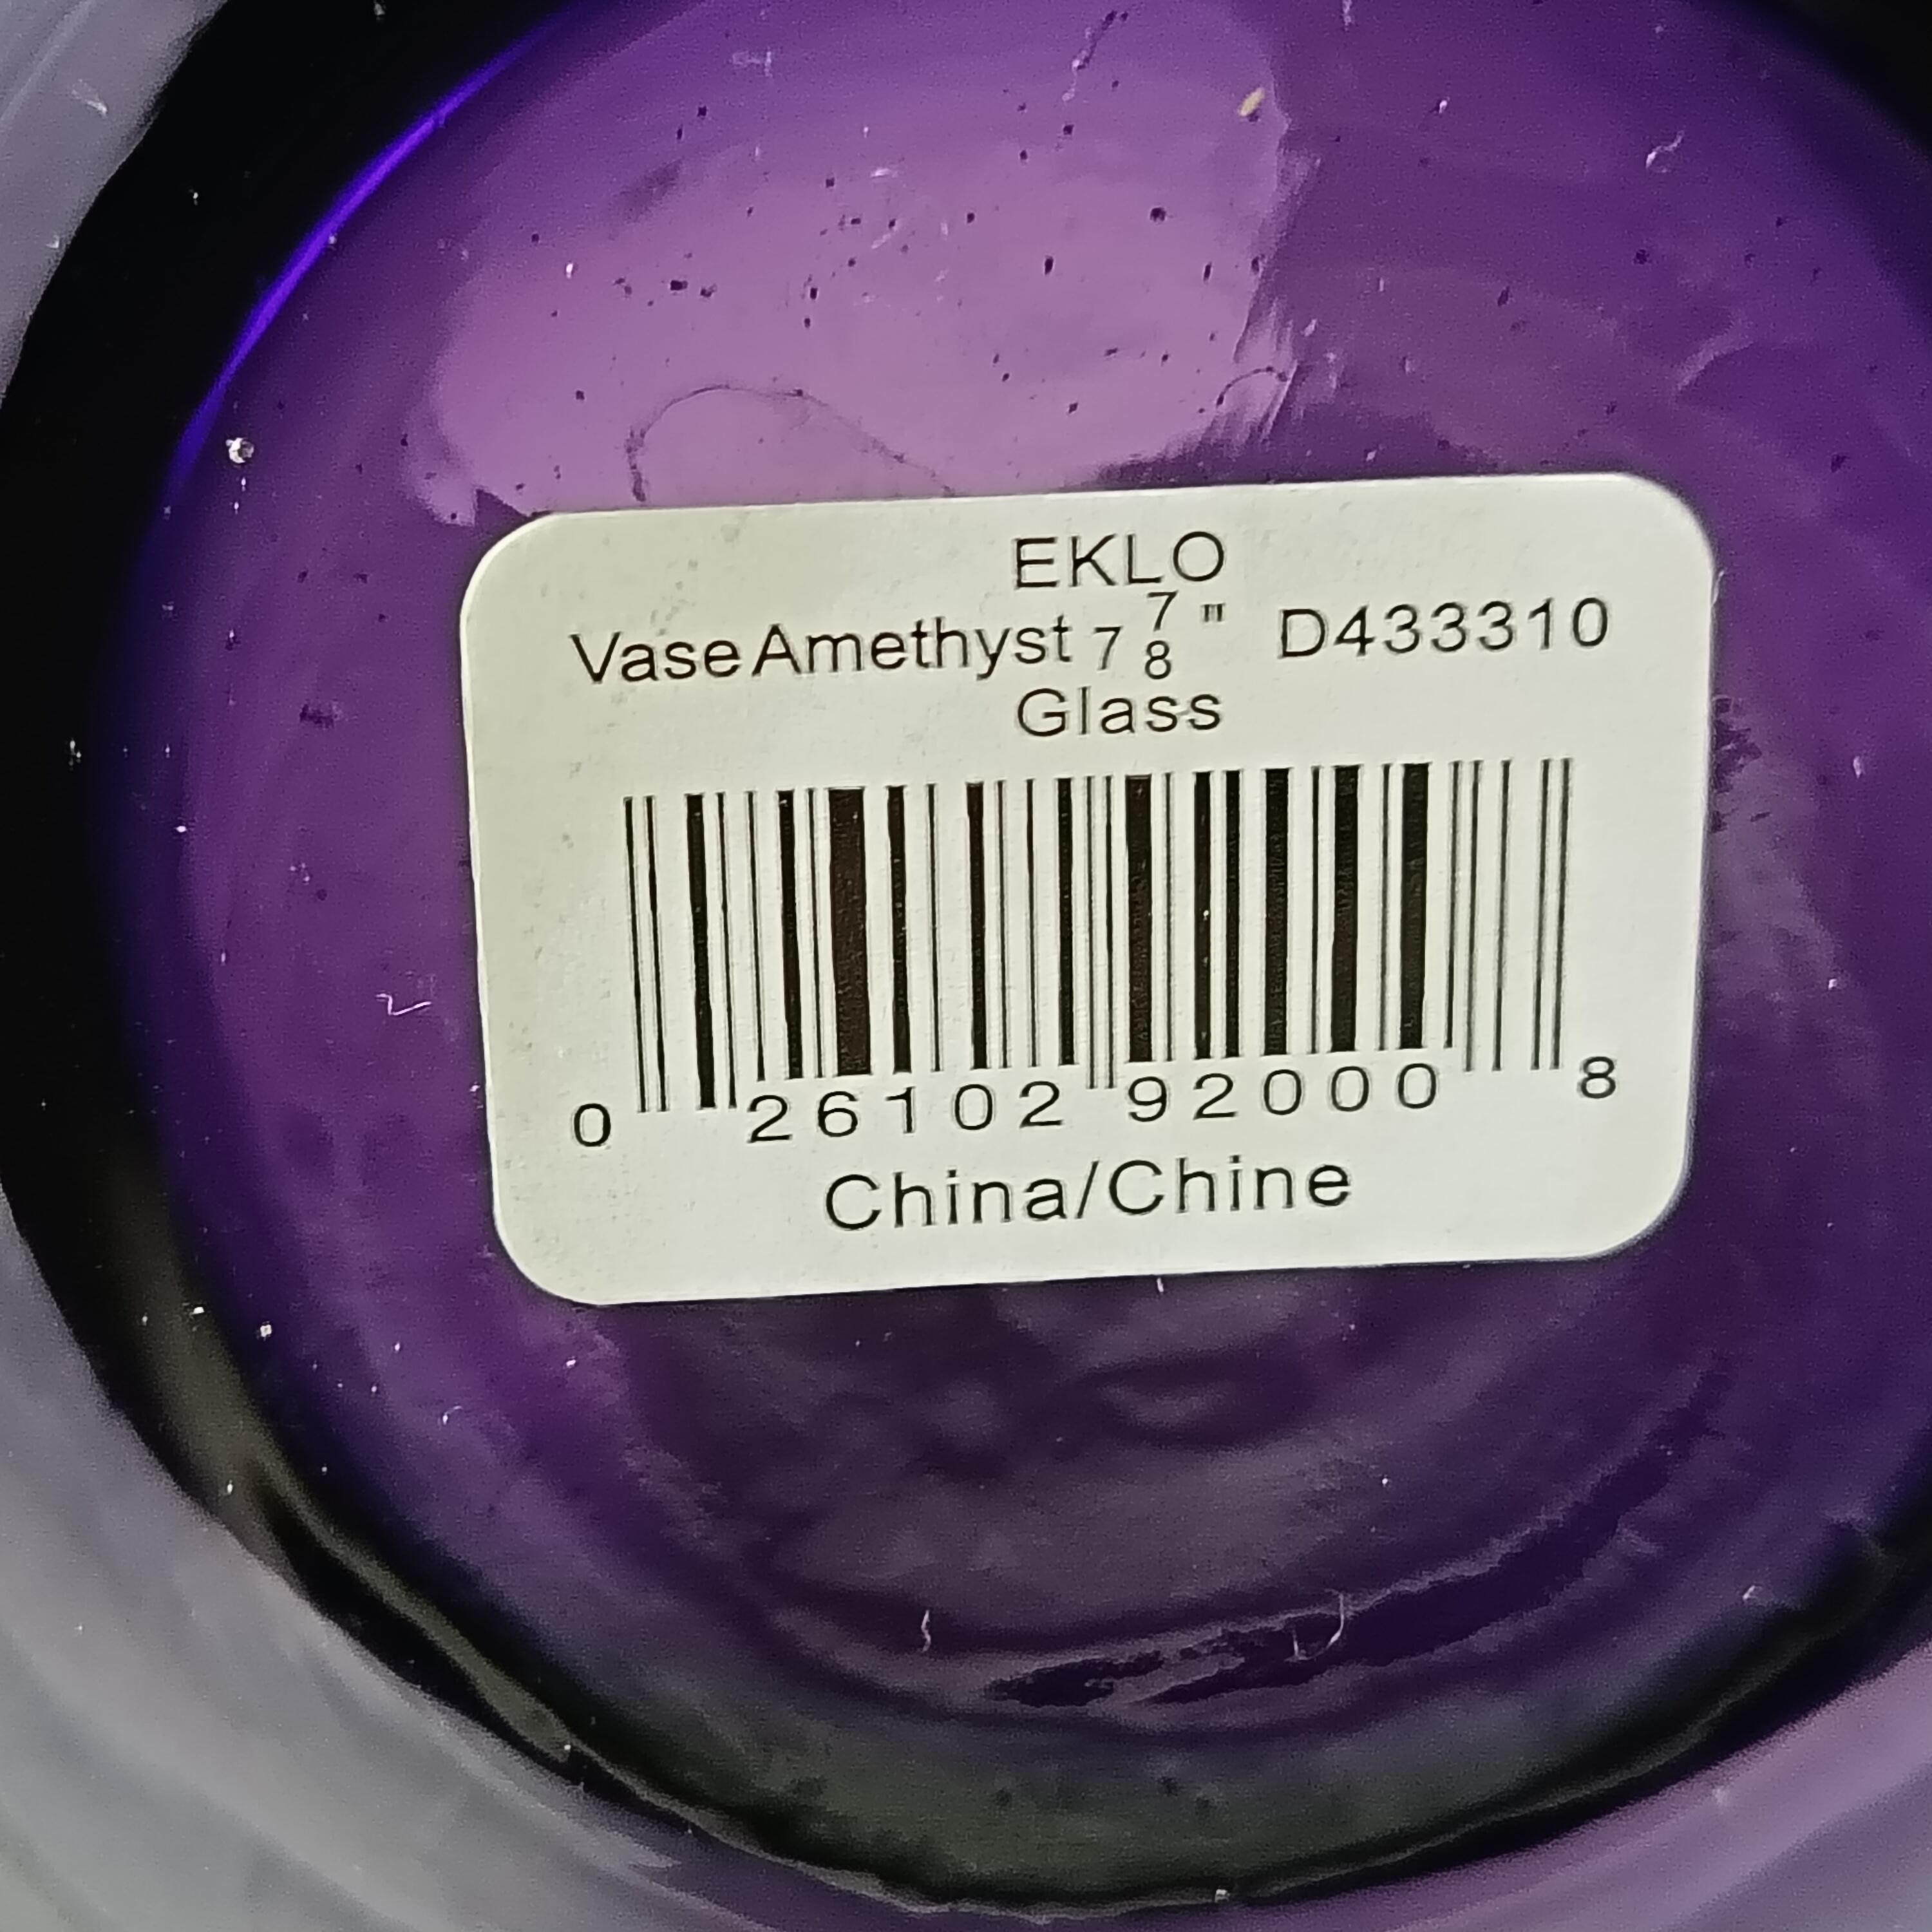 EKLO
Vase Amethyst 7 7/8" D433310
Glass
0 26102 92000 8
China/Chine